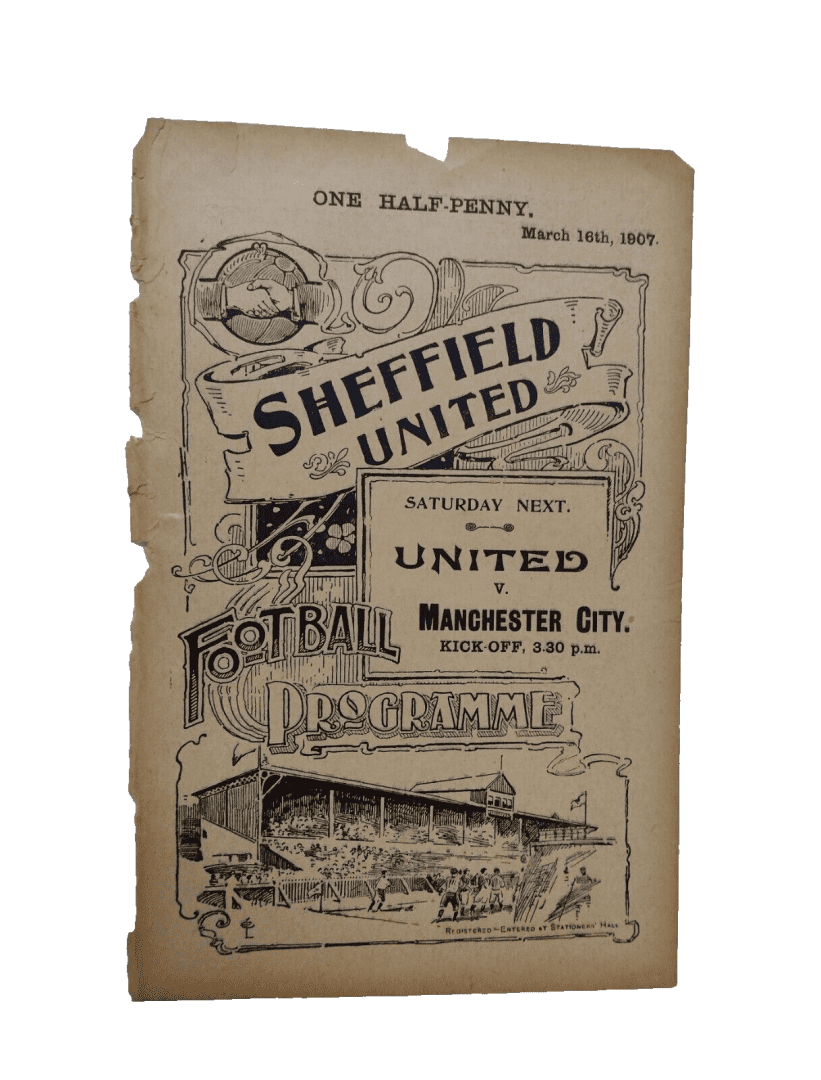 ONE HALF-PENNY.
March 16th, 1907.
SHEFFIELD
UNITED
SATURDAY NEXT.
UNITED
V.
MANCHESTER CITY.
KICK-OFF, 3.30 p.m.
FOOTBALL
PROGRAMME
REGISTERED - ENTERED AT STATIONERS' HALL